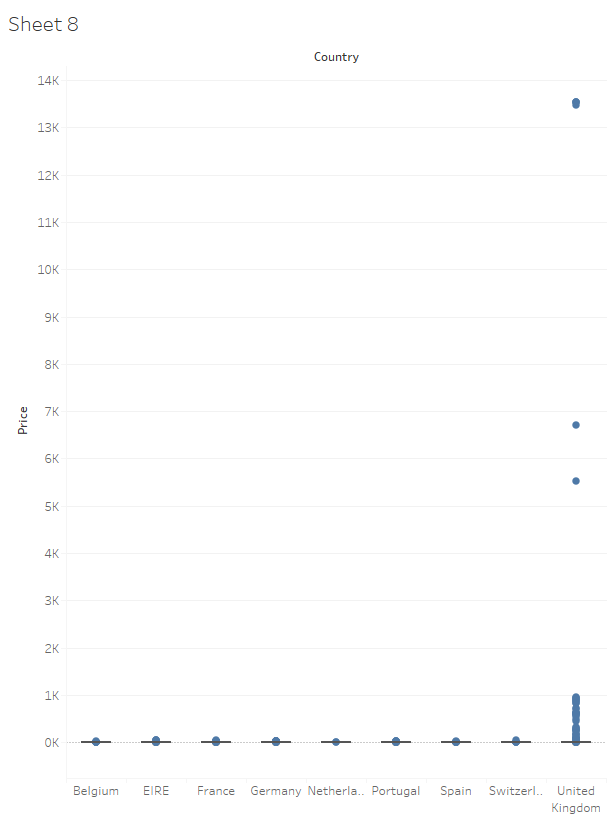 Sheet 8
Country
14K
13K
12K
11K
10K
9K
8K
7K
Price
6K
5K
4K
3K
2K
1K
0K
Belgium EIRE France Germany Netherla.. Portugal Spain Switzerl.. United
Kingdom